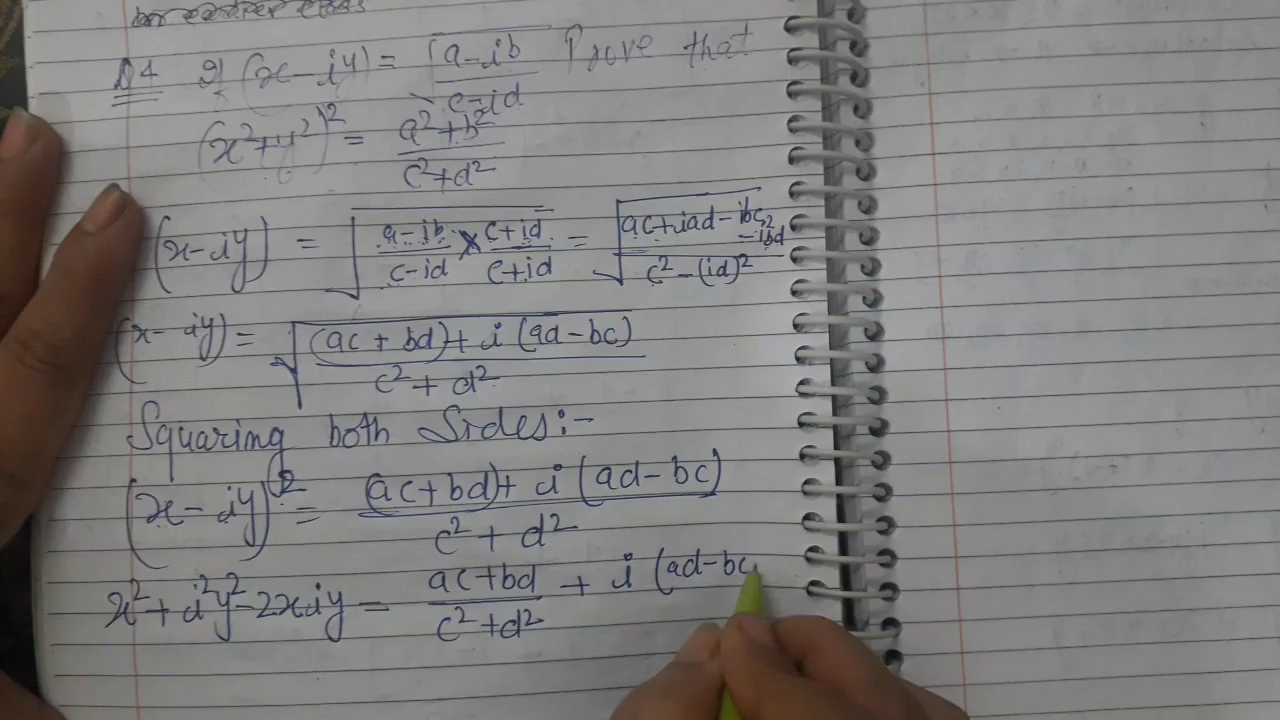 Q4 If (x-iy) = √(a-ib / c-id) Prove that
(x²+y²)² = a²+b² / c²+d²
(x-iy) = √(a-ib / c-id × c+id / c+id) = √(ac+iad-ibc-i²bd / c²-(id)²)
(x-iy) = √((ac+bd)+i(ad-bc) / c²+d²)
Squaring both Sides:-
(x-iy)² = (ac+bd)+i(ad-bc) / c²+d²
x²+i²y²-2xiy = ac+bd / c²+d² + i(ad-bc